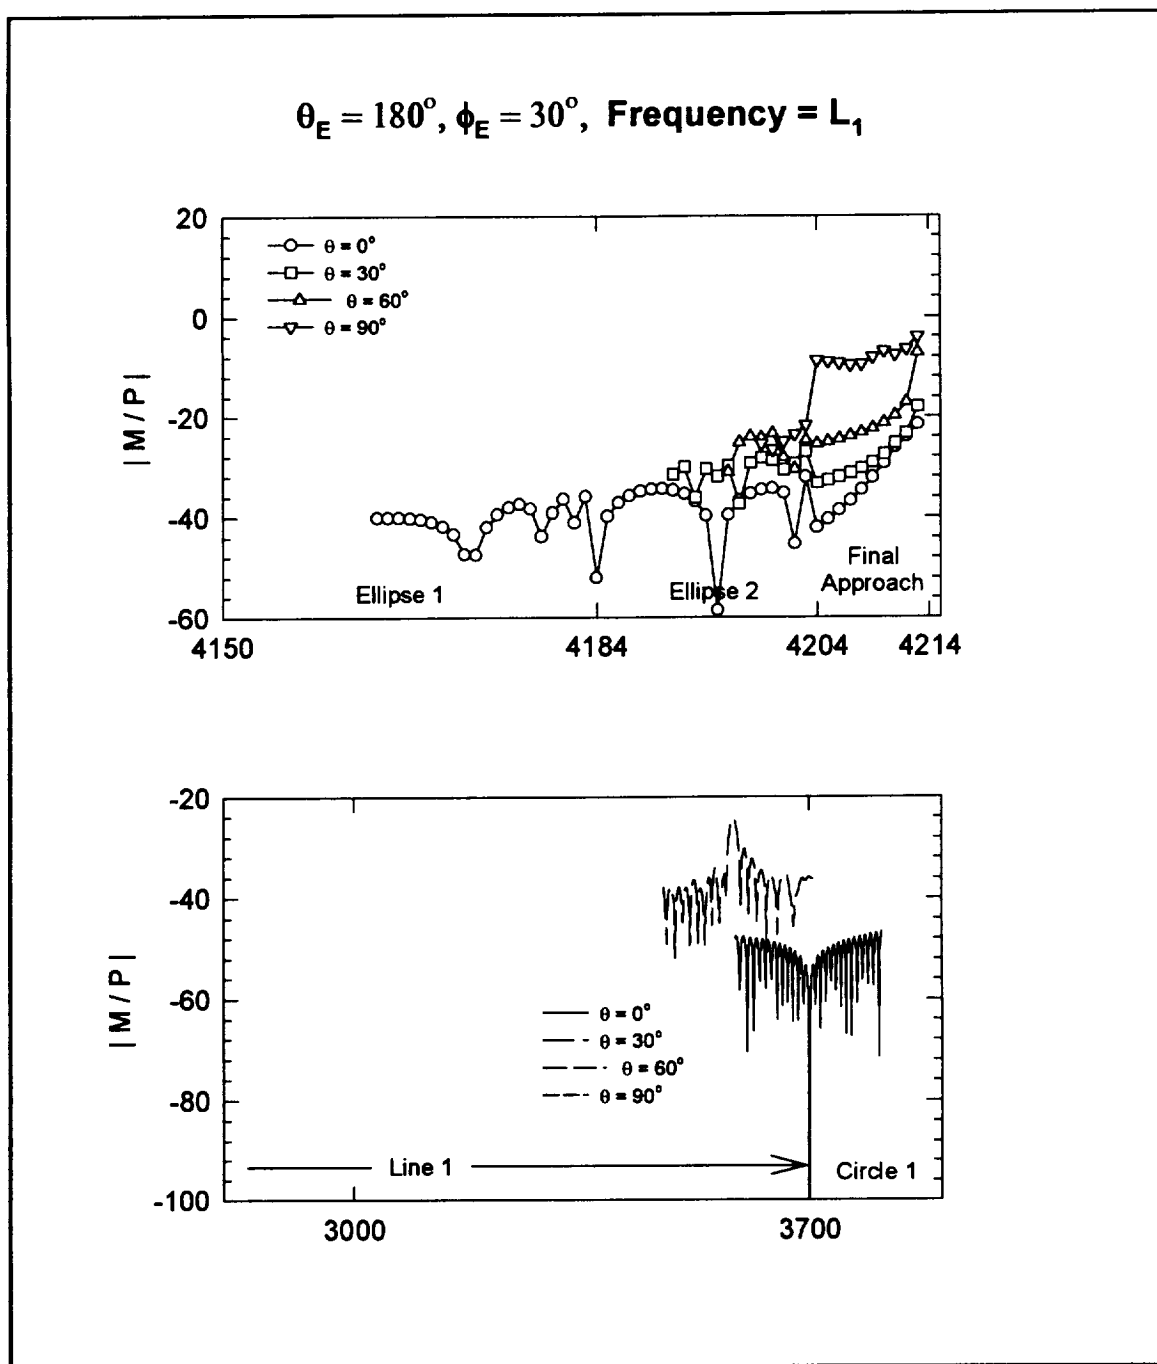 θE = 180°, ϕE = 30°, Frequency = L1
20
0
-20
-40
-60
| M / P |
θ = 0°
θ = 30°
θ = 60°
θ = 90°
Ellipse 1
Ellipse 2
Final
Approach
4150
4184
4204
4214
-20
-40
-60
-80
-100
| M / P |
θ = 0°
θ = 30°
θ = 60°
θ = 90°
Line 1
Circle 1
3000
3700